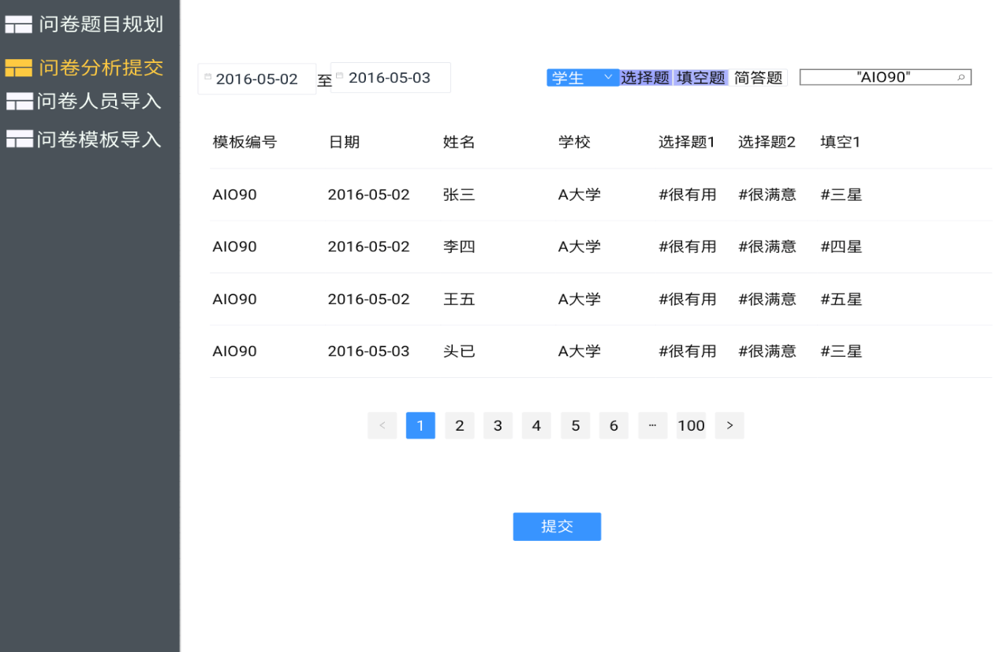 问卷题目规划
问卷分析提交
问卷人员导入
问卷模板导入
2016-05-02 至 2016-05-03 学生 选择题 填空题 简答题 "AIO90"
模板编号 日期 姓名 学校 选择题1 选择题2 填空1
AIO90 2016-05-02 张三 A大学 #很有用 #很满意 #三星
AIO90 2016-05-02 李四 A大学 #很有用 #很满意 #四星
AIO90 2016-05-02 王五 A大学 #很有用 #很满意 #五星
AIO90 2016-05-03 头已 A大学 #很有用 #很满意 #三星
< 1 2 3 4 5 6 ··· 100 >
提交